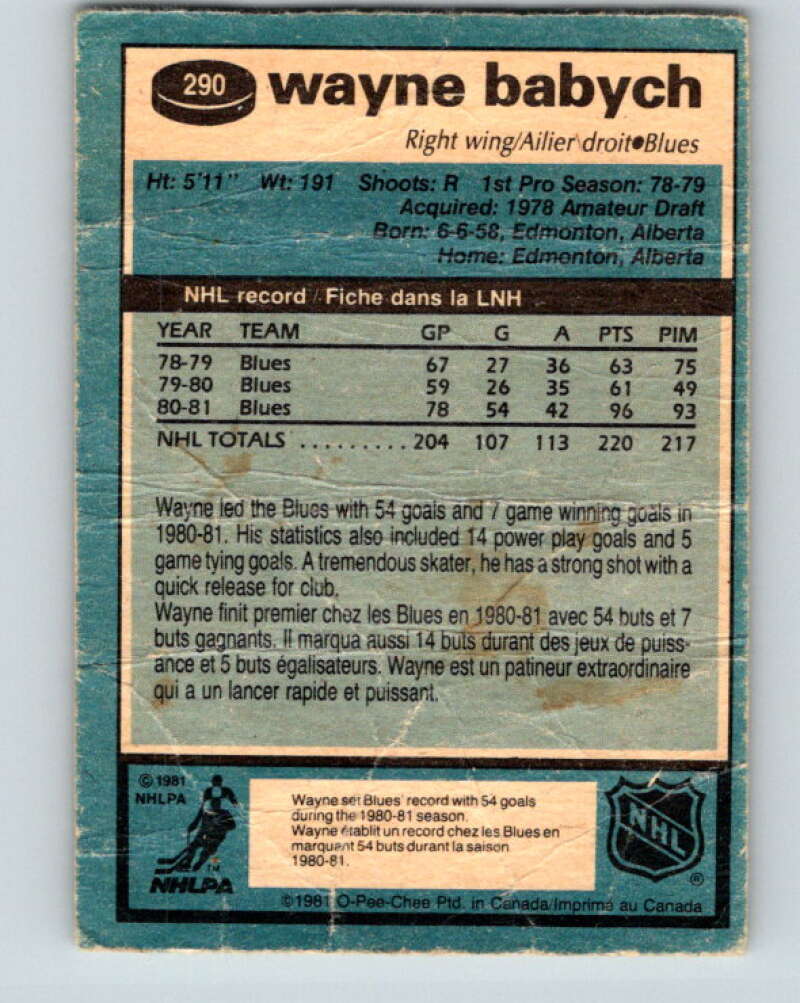 290 wayne babych
Right wing/Ailier droit•Blues
Ht: 5'11" Wt: 191 Shoots: R 1st Pro Season: 78-79
Acquired: 1978 Amateur Draft
Born: 6-6-58, Edmonton, Alberta
Home: Edmonton, Alberta
NHL record / Fiche dans la LNH
YEAR TEAM GP G A PTS PIM
78-79 Blues 67 27 36 63 75
79-80 Blues 59 26 35 61 49
80-81 Blues 78 54 42 96 93
NHL TOTALS ......... 204 107 113 220 217
Wayne led the Blues with 54 goals and 7 game winning goals in
1980-81. His statistics also included 14 power play goals and 5
game tying goals. A tremendous skater, he has a strong shot with a
quick release for club.
Wayne finit premier chez les Blues en 1980-81 avec 54 buts et 7
buts gagnants. Il marqua aussi 14 buts durant des jeux de puiss-
ance et 5 buts égalisateurs. Wayne est un patineur extraordinaire
qui a un lancer rapide et puissant.
© 1981
NHLPA
TM
NHLPA
Wayne set Blues' record with 54 goals
during the 1980-81 season.
Wayne établit un record chez les Blues en
marquant 54 buts durant la saison
1980-81.
NHL
®
©1981 O-Pee-Chee Ptd. in Canada/Imprimé au Canada